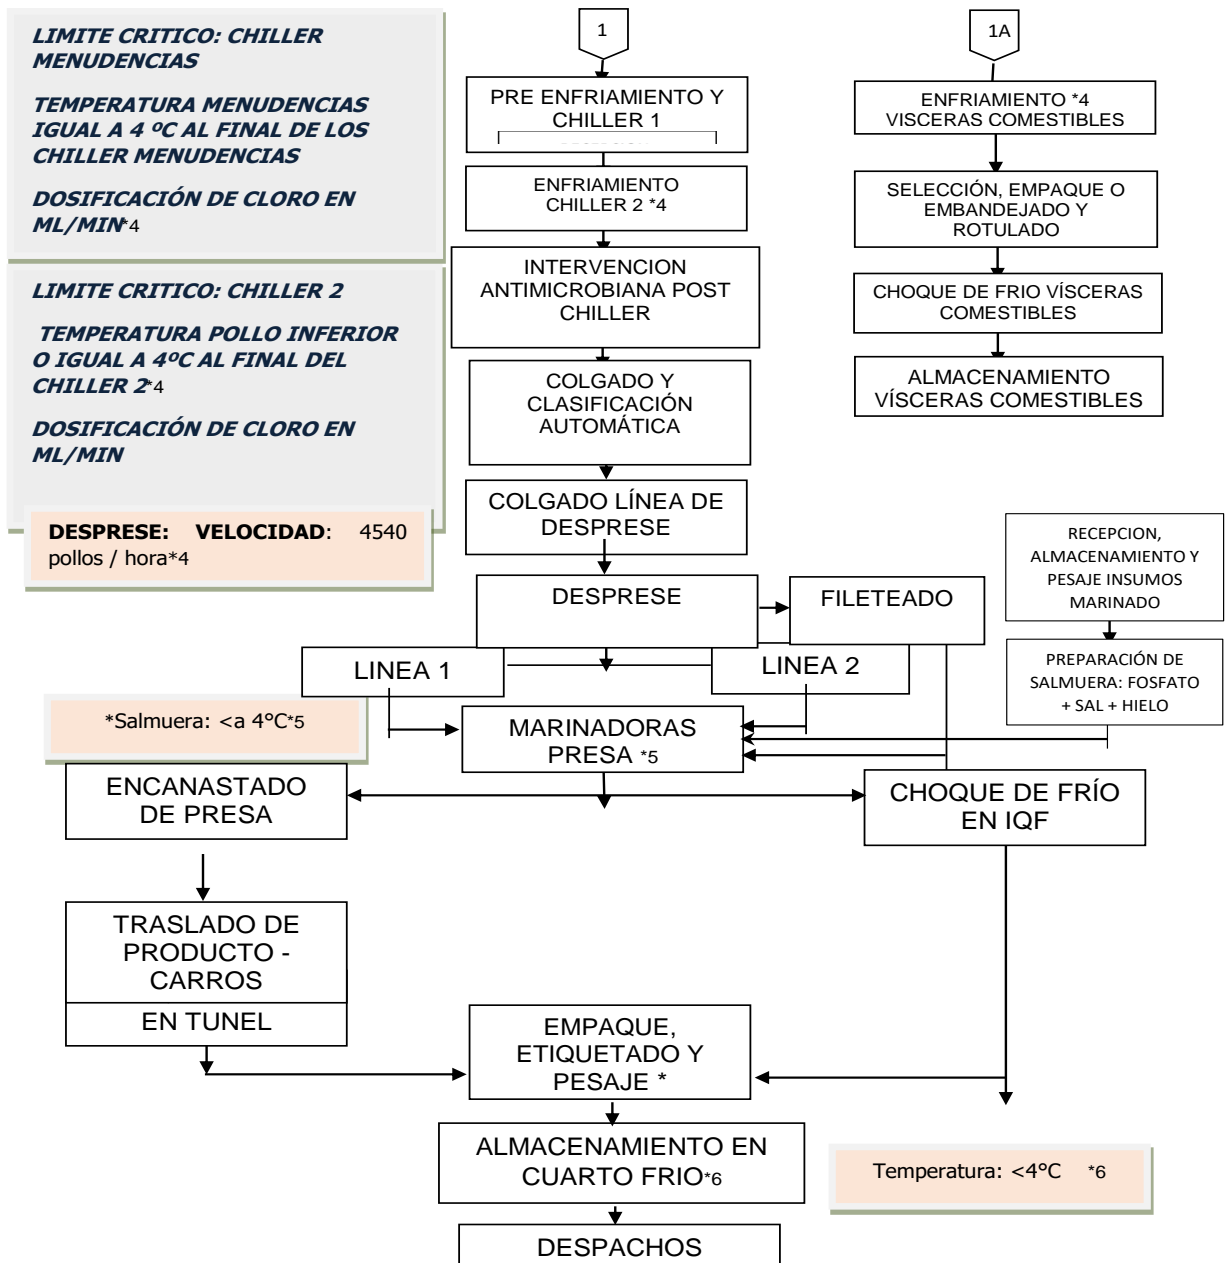 LIMITE CRITICO: CHILLER
MENUDENCIAS
TEMPERATURA MENUDENCIAS
IGUAL A 4 ºC AL FINAL DE LOS
CHILLER MENUDENCIAS
DOSIFICACIÓN DE CLORO EN
ML/MIN*4
LIMITE CRITICO: CHILLER 2
TEMPERATURA POLLO INFERIOR
O IGUAL A 4ºC AL FINAL DEL
CHILLER 2*4
DOSIFICACIÓN DE CLORO EN
ML/MIN
DESPRESE: VELOCIDAD: 4540
pollos / hora*4
1
PRE ENFRIAMIENTO Y
CHILLER 1
ENFRIAMIENTO
CHILLER 2 *4
INTERVENCION
ANTIMICROBIANA POST
CHILLER
COLGADO Y
CLASIFICACIÓN
AUTOMÁTICA
COLGADO LÍNEA DE
DESPRESE
DESPRESE
FILETEADO
LINEA 1
LINEA 2
1A
ENFRIAMIENTO *4
VISCERAS COMESTIBLES
SELECCIÓN, EMPAQUE O
EMBANDEJADO Y
ROTULADO
CHOQUE DE FRIO VÍSCERAS
COMESTIBLES
ALMACENAMIENTO
VÍSCERAS COMESTIBLES
RECEPCION,
ALMACENAMIENTO Y
PESAJE INSUMOS
MARINADO
PREPARACIÓN DE
SALMUERA: FOSFATO
+ SAL + HIELO
*Salmuera: <a 4°C*5
MARINADORAS
PRESA *5
ENCANASTADO
DE PRESA
CHOQUE DE FRÍO
EN IQF
TRASLADO DE
PRODUCTO -
CARROS
EN TUNEL
EMPAQUE,
ETIQUETADO Y
PESAJE *
ALMACENAMIENTO EN
CUARTO FRIO*6
Temperatura: <4°C *6
DESPACHOS